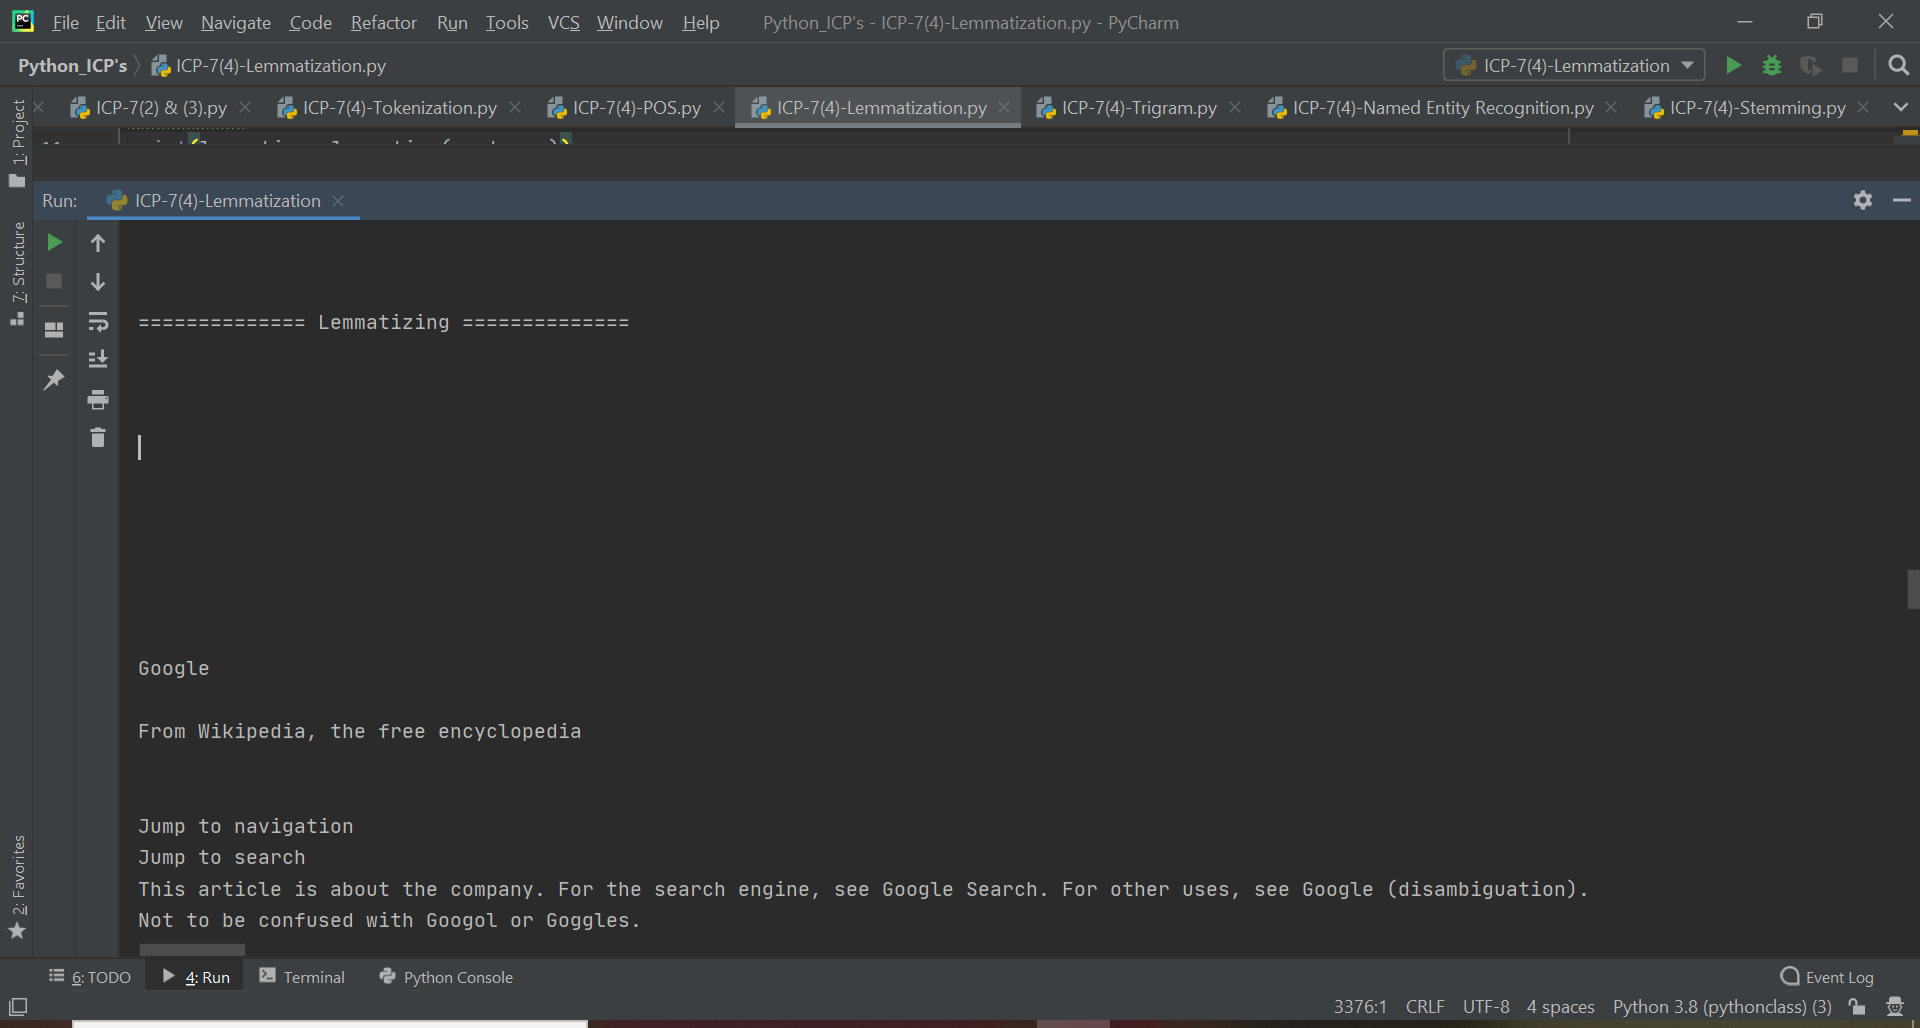 PC File Edit View Navigate Code Refactor Run Tools VCS Window Help Python_ICP's - ICP-7(4)-Lemmatization.py - PyCharm
Python_ICP's ICP-7(4)-Lemmatization.py ICP-7(4)-Lemmatization
ICP-7(2) & (3).py ICP-7(4)-Tokenization.py ICP-7(4)-POS.py ICP-7(4)-Lemmatization.py ICP-7(4)-Trigram.py ICP-7(4)-Named Entity Recognition.py ICP-7(4)-Stemming.py
1: Project
Run: ICP-7(4)-Lemmatization
7: Structure
============== Lemmatizing ==============
Google
From Wikipedia, the free encyclopedia
Jump to navigation
Jump to search
This article is about the company. For the search engine, see Google Search. For other uses, see Google (disambiguation).
Not to be confused with Googol or Goggles.
2: Favorites
6: TODO 4: Run Terminal Python Console Event Log
3376:1 CRLF UTF-8 4 spaces Python 3.8 (pythonclass) (3)